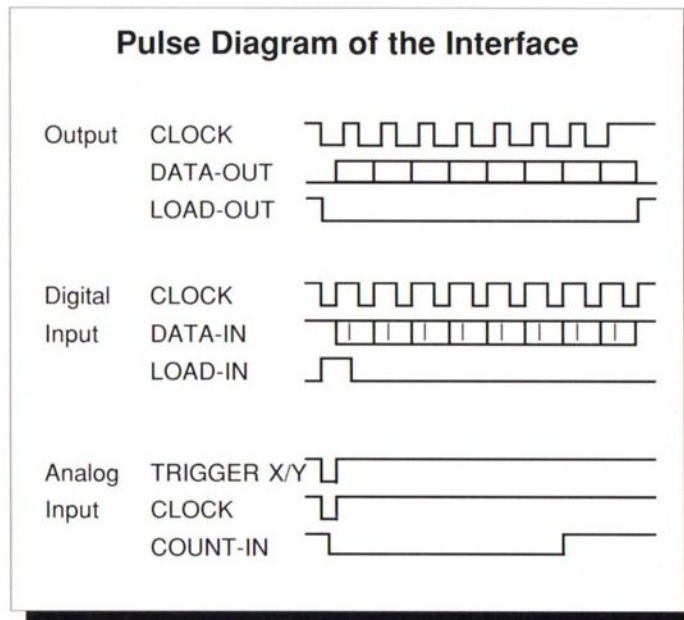 Pulse Diagram of the Interface
Output CLOCK
DATA-OUT
LOAD-OUT
Digital CLOCK
Input DATA-IN
LOAD-IN
Analog TRIGGER X/Y
Input CLOCK
COUNT-IN